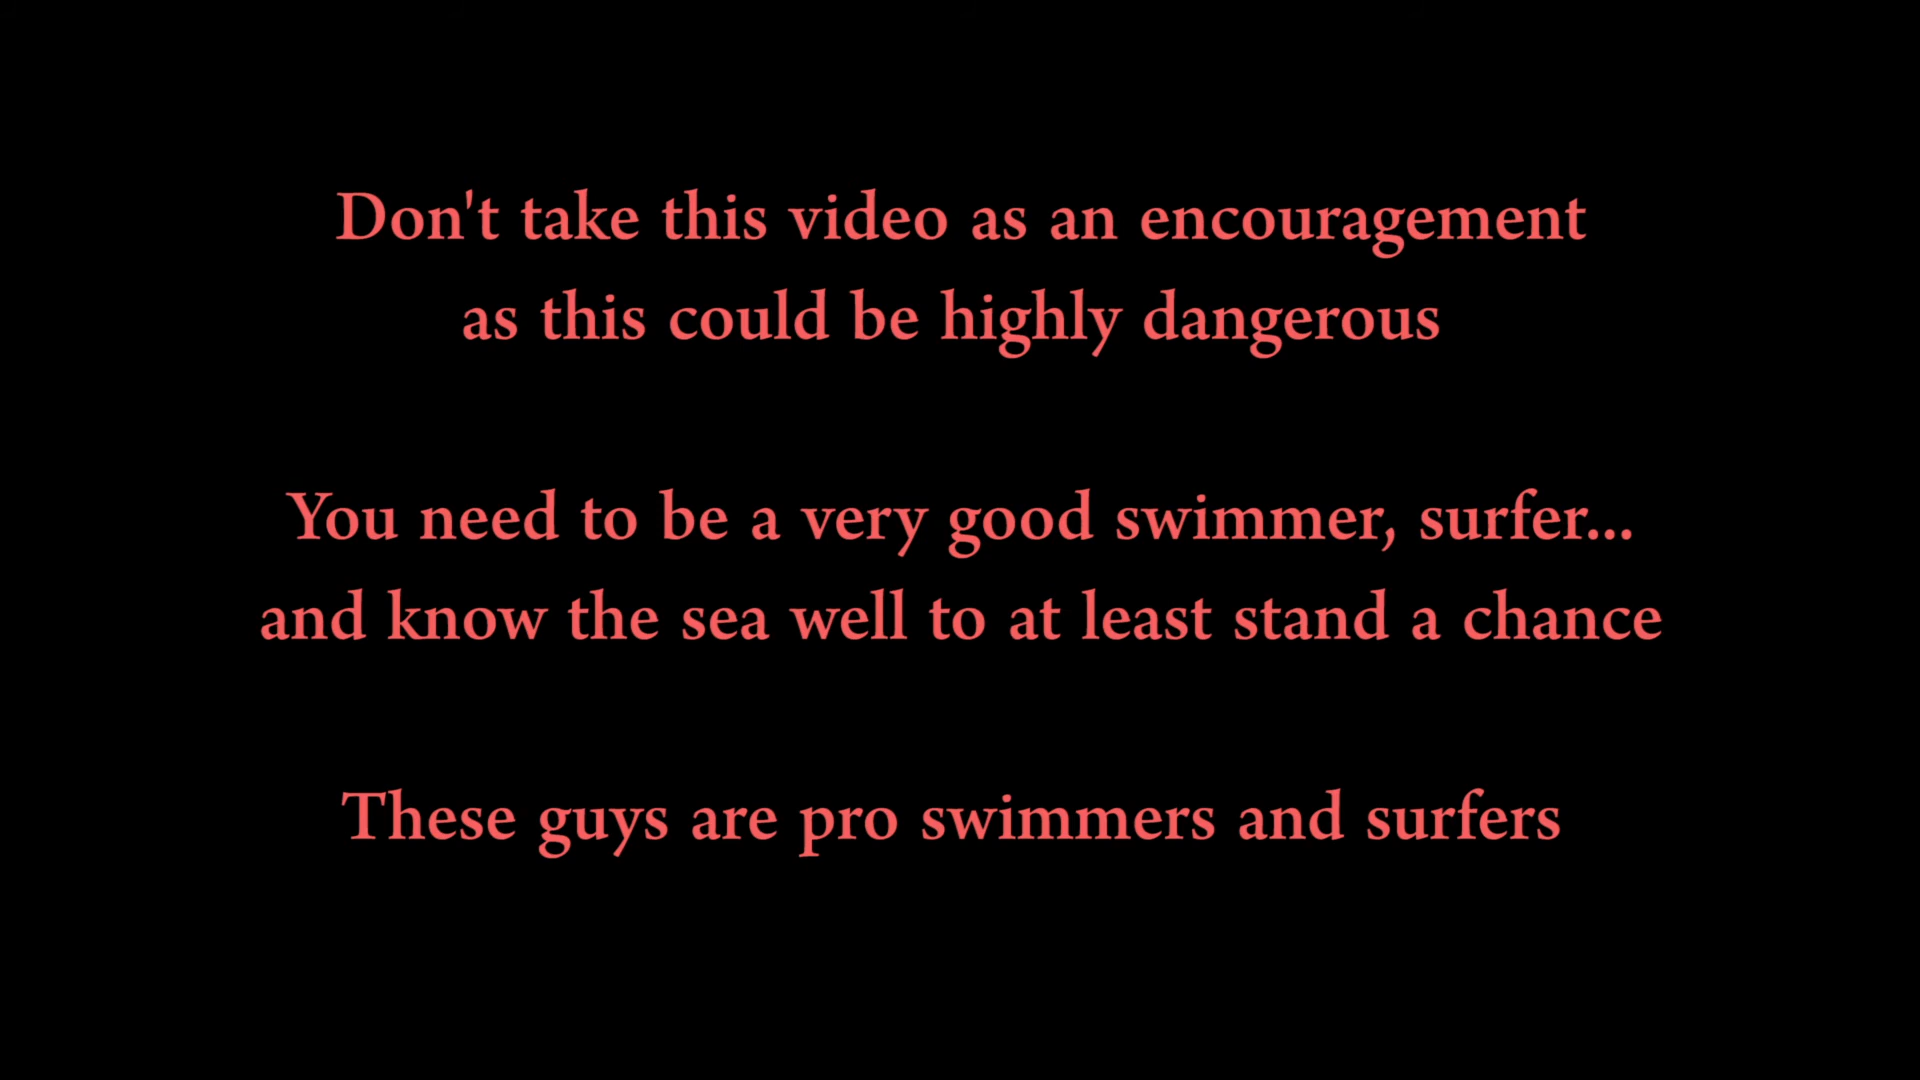 Don't take this video as an encouragement
as this could be highly dangerous
You need to be a very good swimmer, surfer...
and know the sea well to at least stand a chance
These guys are pro swimmers and surfers